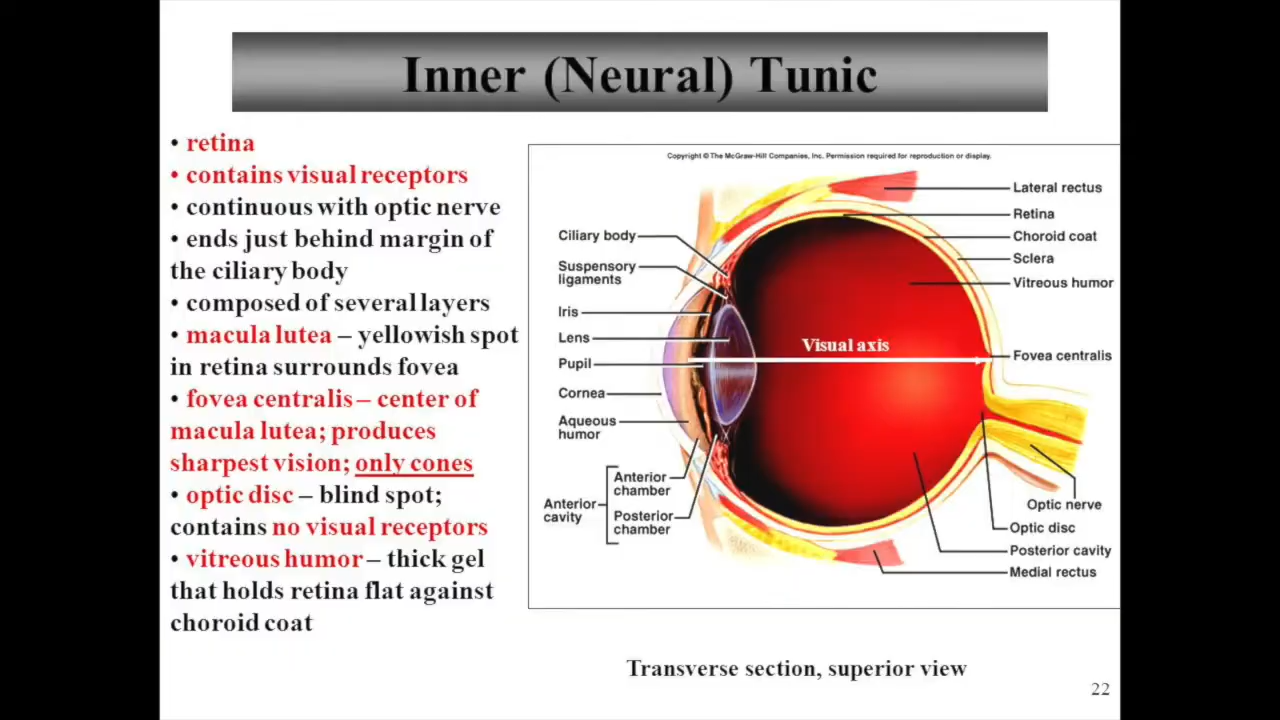 Inner (Neural) Tunic
• retina
• contains visual receptors
• continuous with optic nerve
• ends just behind margin of
the ciliary body
• composed of several layers
• macula lutea – yellowish spot
in retina surrounds fovea
• fovea centralis – center of
macula lutea; produces
sharpest vision; only cones
• optic disc – blind spot;
contains no visual receptors
• vitreous humor – thick gel
that holds retina flat against
choroid coat
Copyright © The McGraw-Hill Companies, Inc. Permission required for reproduction or display.
Ciliary body
Suspensory
ligaments
Iris
Lens
Pupil
Cornea
Aqueous
humor
Anterior
cavity
Anterior
chamber
Posterior
chamber
Visual axis
Lateral rectus
Retina
Choroid coat
Sclera
Vitreous humor
Fovea centralis
Optic nerve
Optic disc
Posterior cavity
Medial rectus
Transverse section, superior view
22